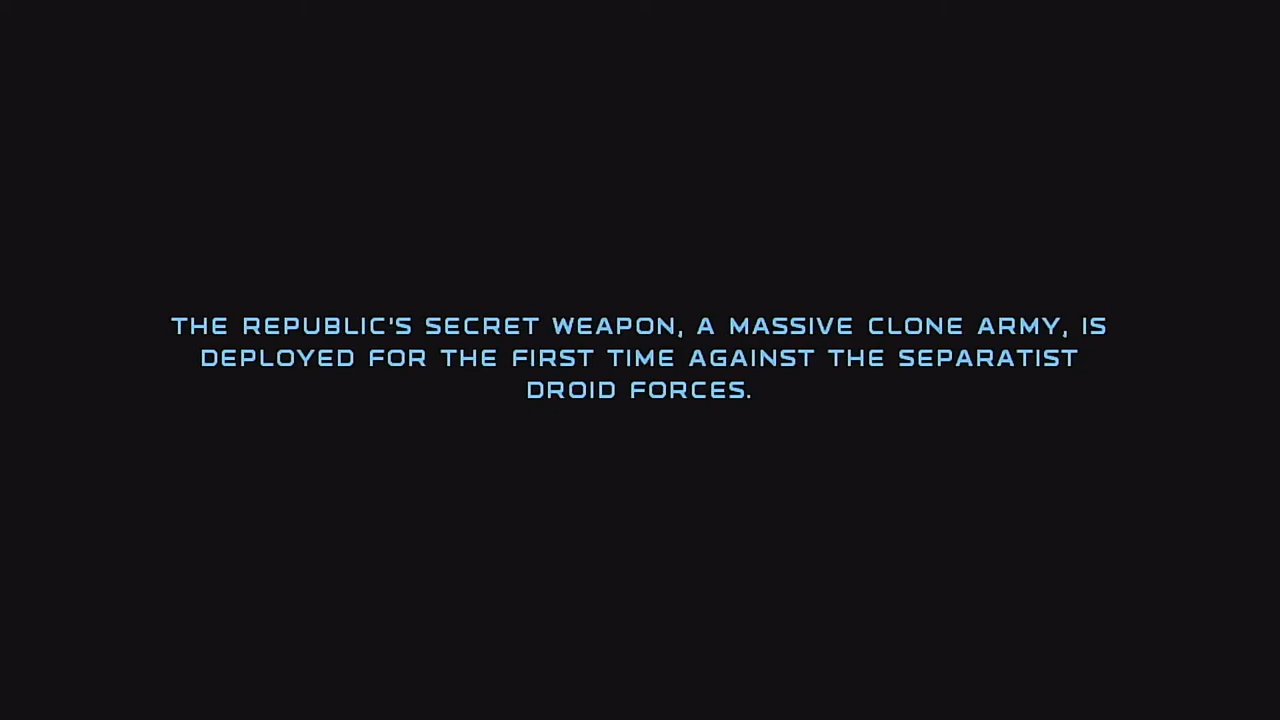 THE REPUBLIC'S SECRET WEAPON, A MASSIVE CLONE ARMY, IS
DEPLOYED FOR THE FIRST TIME AGAINST THE SEPARATIST
DROID FORCES.